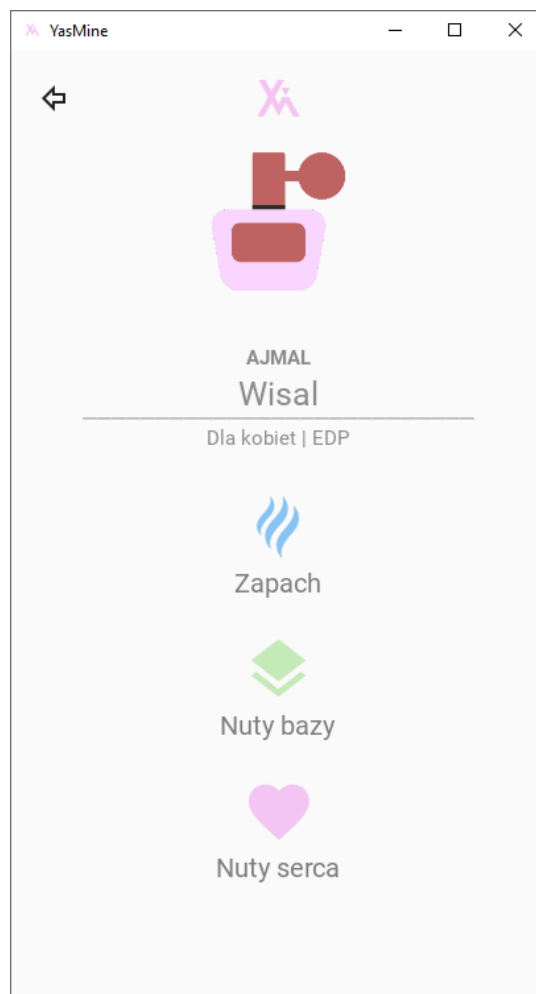 YasMine
AJMAL
Wisal
Dla kobiet | EDP
Zapach
Nuty bazy
Nuty serca